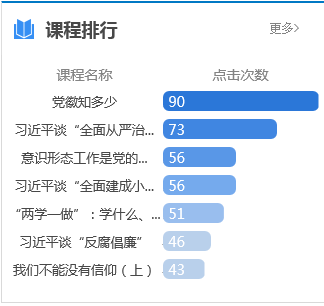 课程排行 更多>
课程名称 点击次数
党徽知多少 90
习近平谈“全面从严治... 73
意识形态工作是党的... 56
习近平谈“全面建成小... 56
“两学一做”：学什么、... 51
习近平谈“反腐倡廉” 46
我们不能没有信仰（上） 43